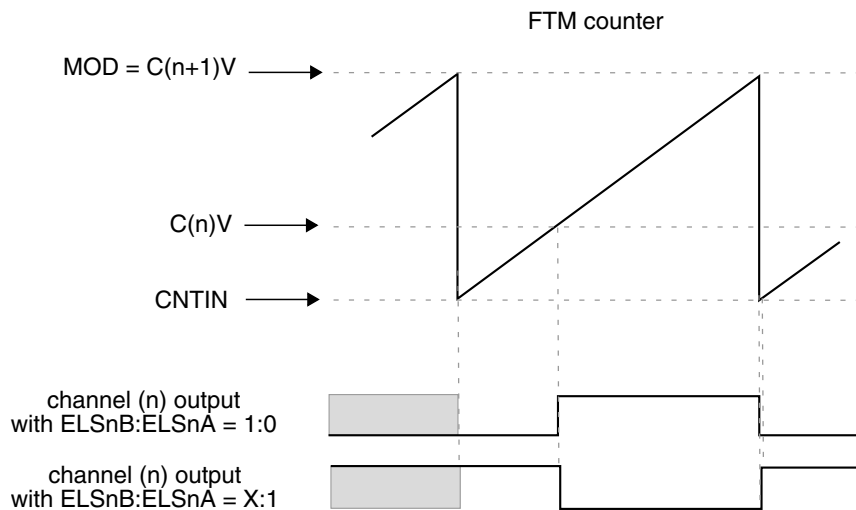 FTM counter
MOD = C(n+1)V
C(n)V
CNTIN
channel (n) output
with ELSnB:ELSnA = 1:0
channel (n) output
with ELSnB:ELSnA = X:1